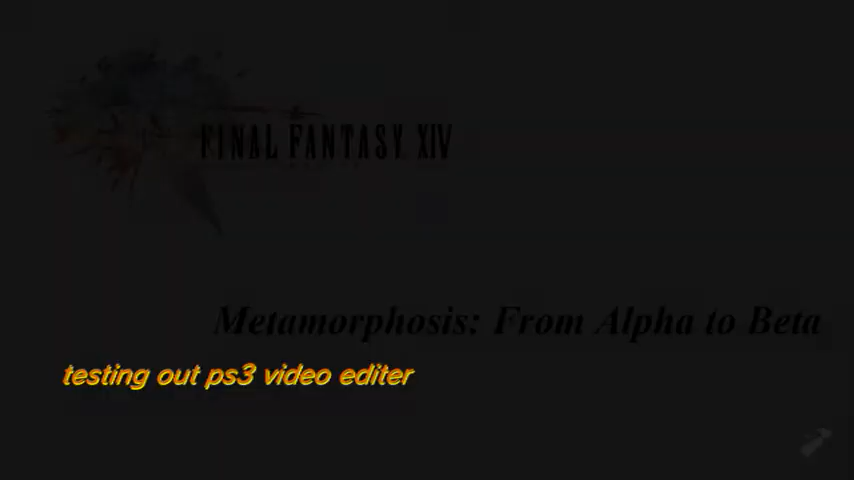 FINAL FANTASY XIV
Metamorphosis: From Alpha to Beta
testing out ps3 video editer